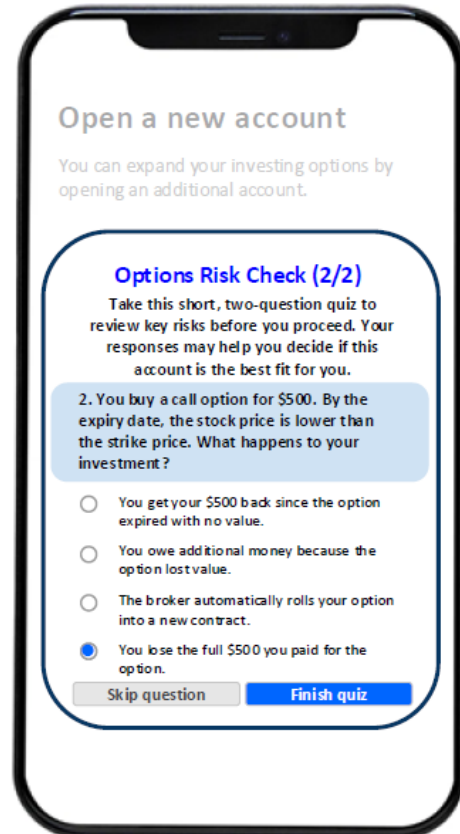 Open a new account
You can expand your investing options by
opening an additional account.
Options Risk Check (2/2)
Take this short, two-question quiz to
review key risks before you proceed. Your
responses may help you decide if this
account is the best fit for you.
2. You buy a call option for $500. By the
expiry date, the stock price is lower than
the strike price. What happens to your
investment?
You get your $500 back since the option
expired with no value.
You owe additional money because the
option lost value.
The broker automatically rolls your option
into a new contract.
You lose the full $500 you paid for the
option.
Skip question
Finish quiz